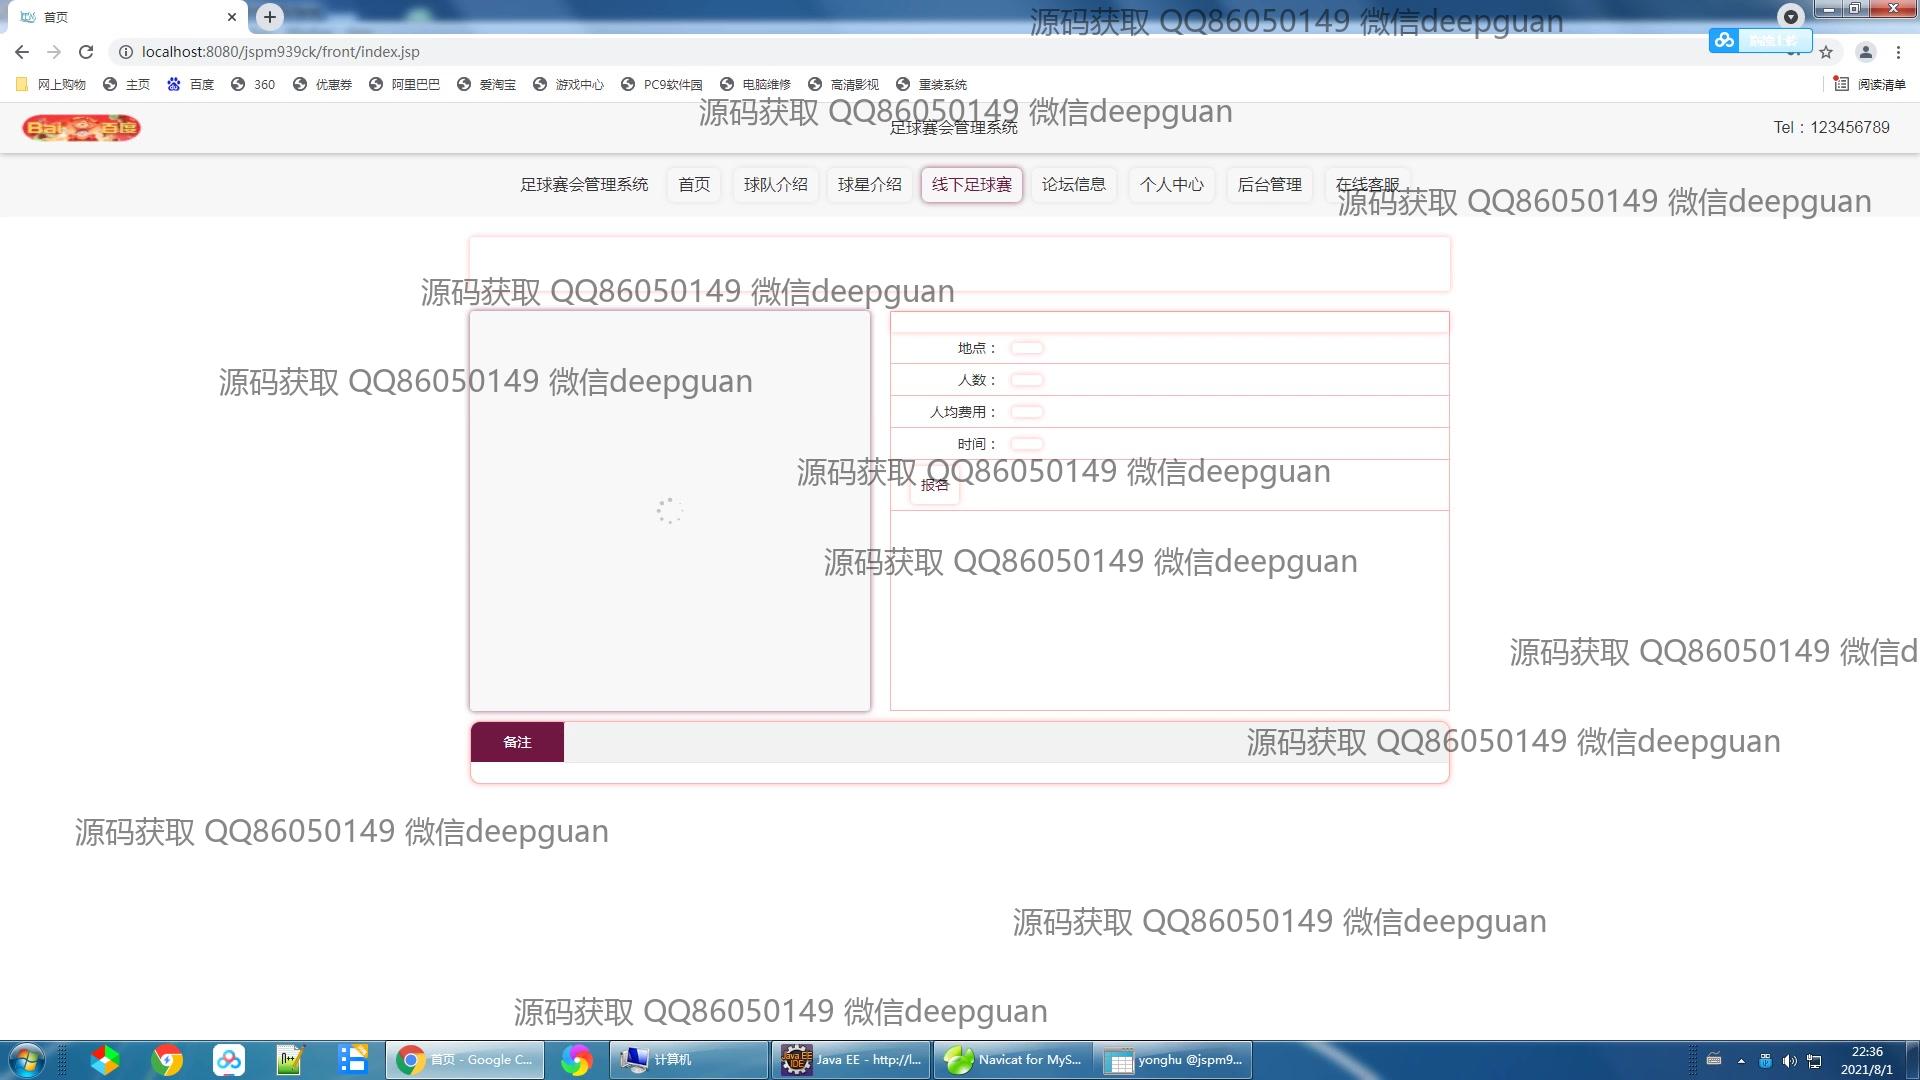 首页
源码获取 QQ86050149 微信deepguan
localhost:8080/jspm939ck/front/index.jsp
网上购物 主页 百度 360 优惠券 阿里巴巴 爱淘宝 游戏中心 PC9软件园 电脑维修 高清影视 重装系统 阅读清单
源码获取 QQ86050149 微信deepguan
Bai 百度
足球赛会管理系统
Tel：123456789
足球赛会管理系统 首页 球队介绍 球星介绍 线下足球赛 论坛信息 个人中心 后台管理 在线客服
源码获取 QQ86050149 微信deepguan
源码获取 QQ86050149 微信deepguan
地点：
源码获取 QQ86050149 微信deepguan
人数：
人均费用：
时间：
源码获取 QQ86050149 微信deepguan
报名
源码获取 QQ86050149 微信deepguan
源码获取 QQ86050149 微信d
备注
源码获取 QQ86050149 微信deepguan
源码获取 QQ86050149 微信deepguan
源码获取 QQ86050149 微信deepguan
源码获取 QQ86050149 微信deepguan
首页 - Google C... 计算机 Java EE - http://l... Navicat for MyS... yonghu @jspm9...
22:36
2021/8/1